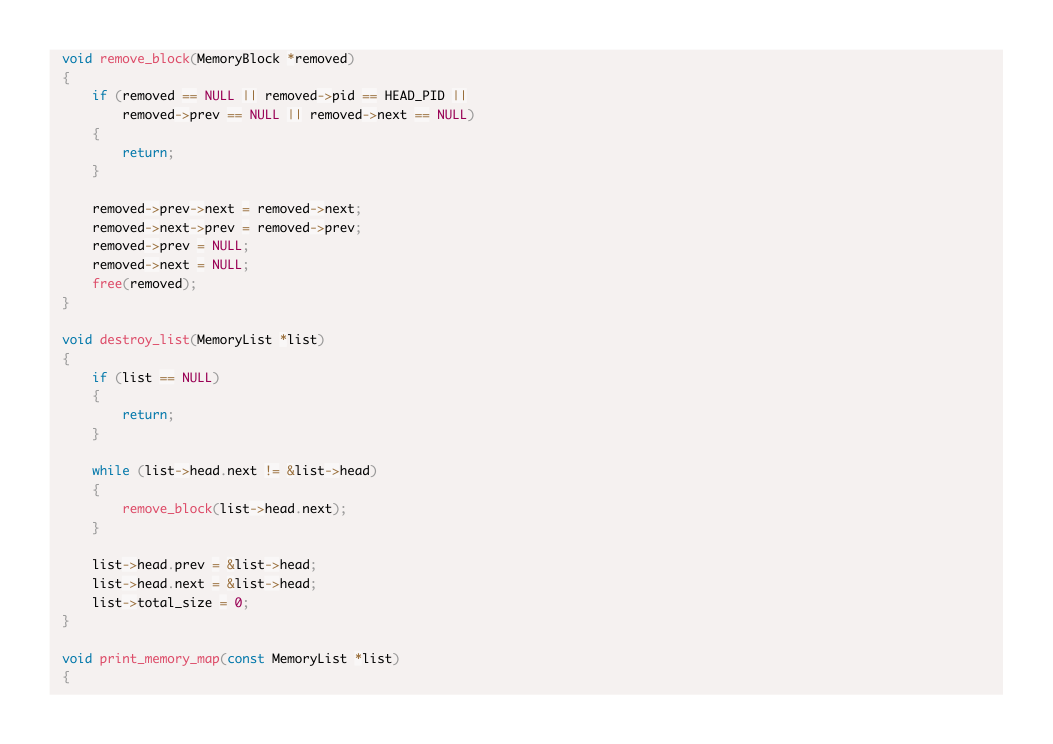 void remove_block(MemoryBlock *removed)
{
    if (removed == NULL || removed->pid == HEAD_PID ||
        removed->prev == NULL || removed->next == NULL)
    {
        return;
    }

    removed->prev->next = removed->next;
    removed->next->prev = removed->prev;
    removed->prev = NULL;
    removed->next = NULL;
    free(removed);
}

void destroy_list(MemoryList *list)
{
    if (list == NULL)
    {
        return;
    }

    while (list->head.next != &list->head)
    {
        remove_block(list->head.next);
    }

    list->head.prev = &list->head;
    list->head.next = &list->head;
    list->total_size = 0;
}

void print_memory_map(const MemoryList *list)
{